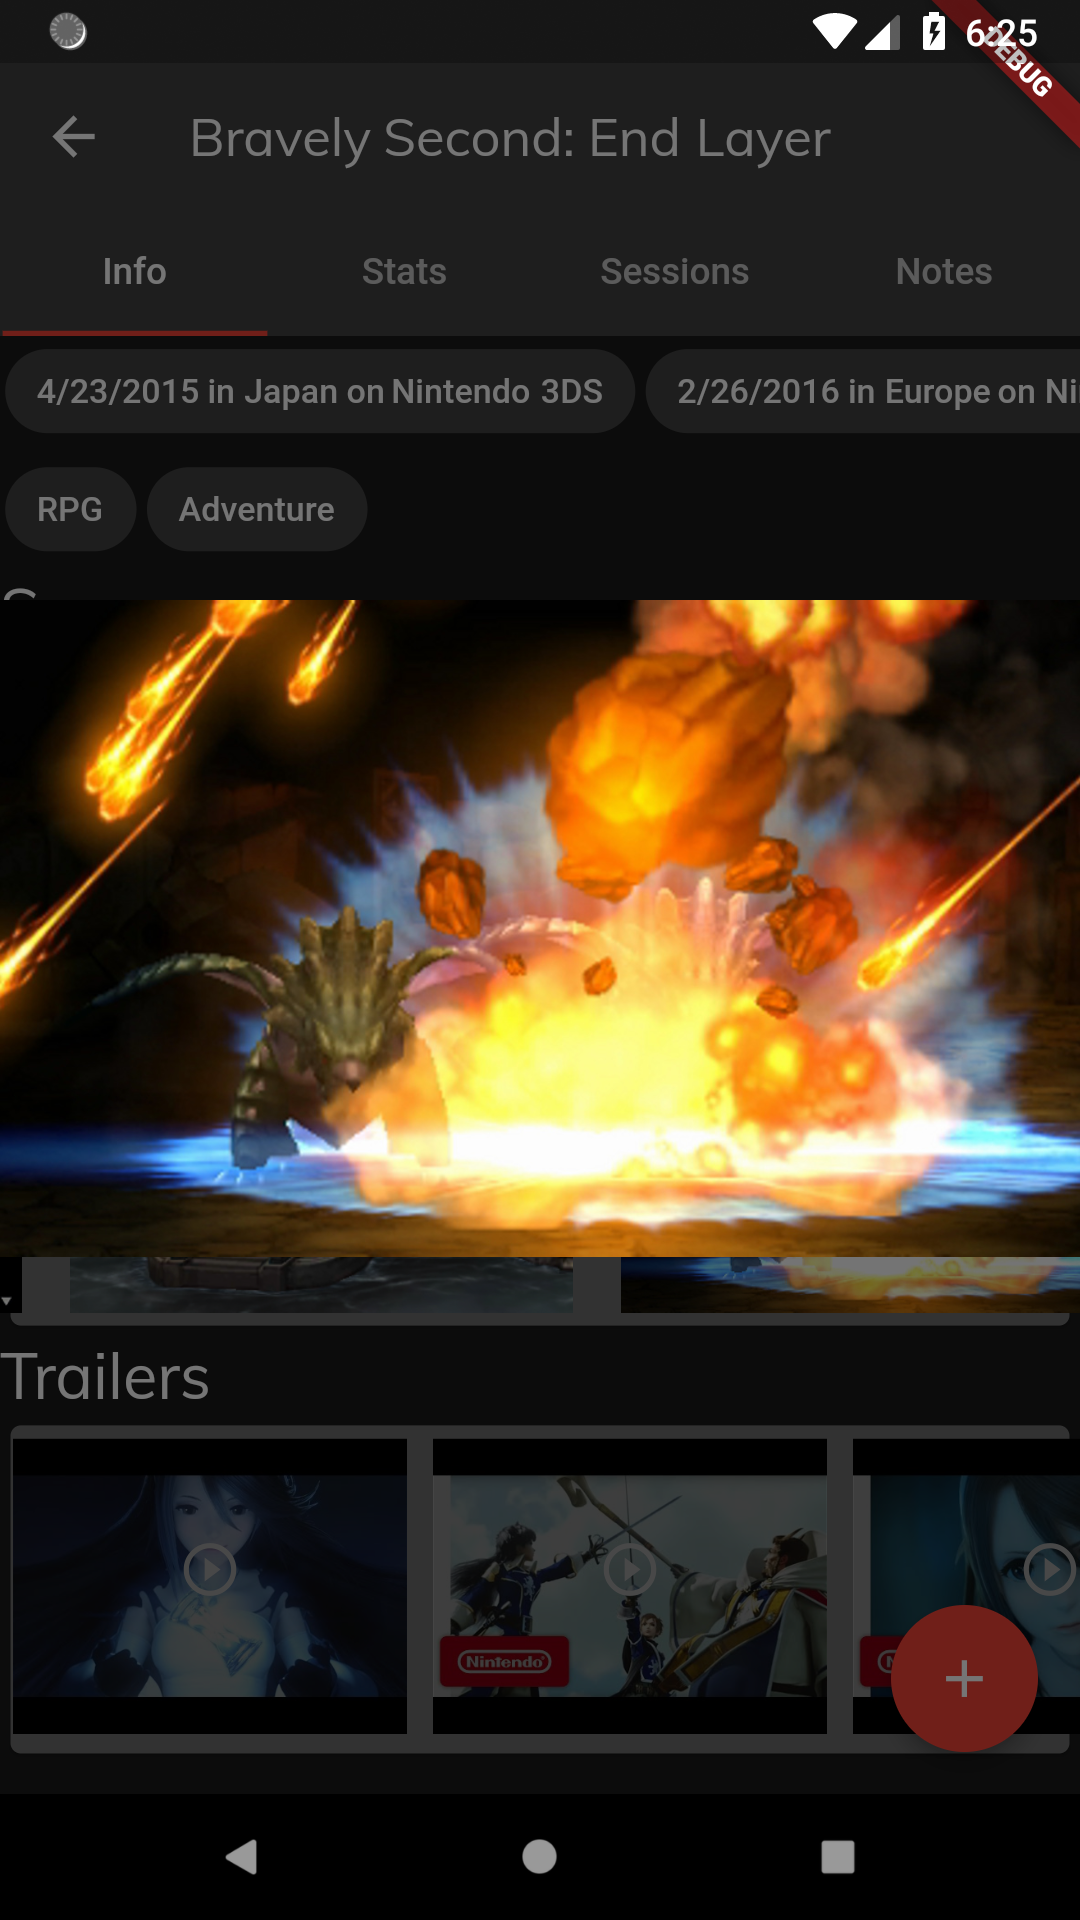 6:25
DEBUG
Bravely Second: End Layer
Info Stats Sessions Notes
4/23/2015 in Japan on Nintendo 3DS 2/26/2016 in Europe on
RPG Adventure
Trailers
Nintendo